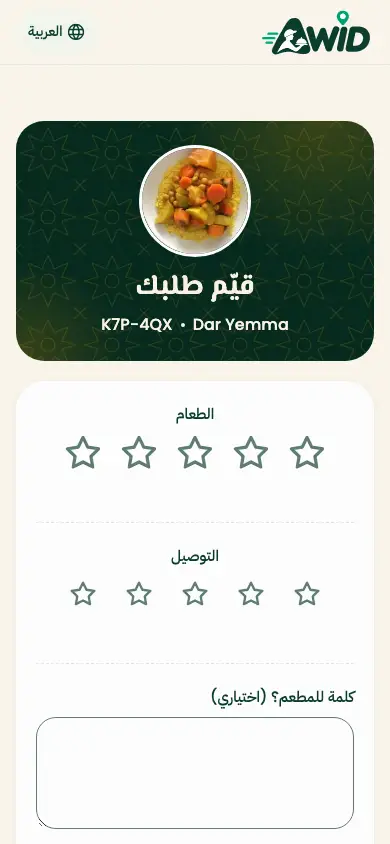 AWID
العربية
قيّم طلبك
K7P-4QX • Dar Yemma
الطعام
التوصيل
كلمة للمطعم؟ (اختياري)